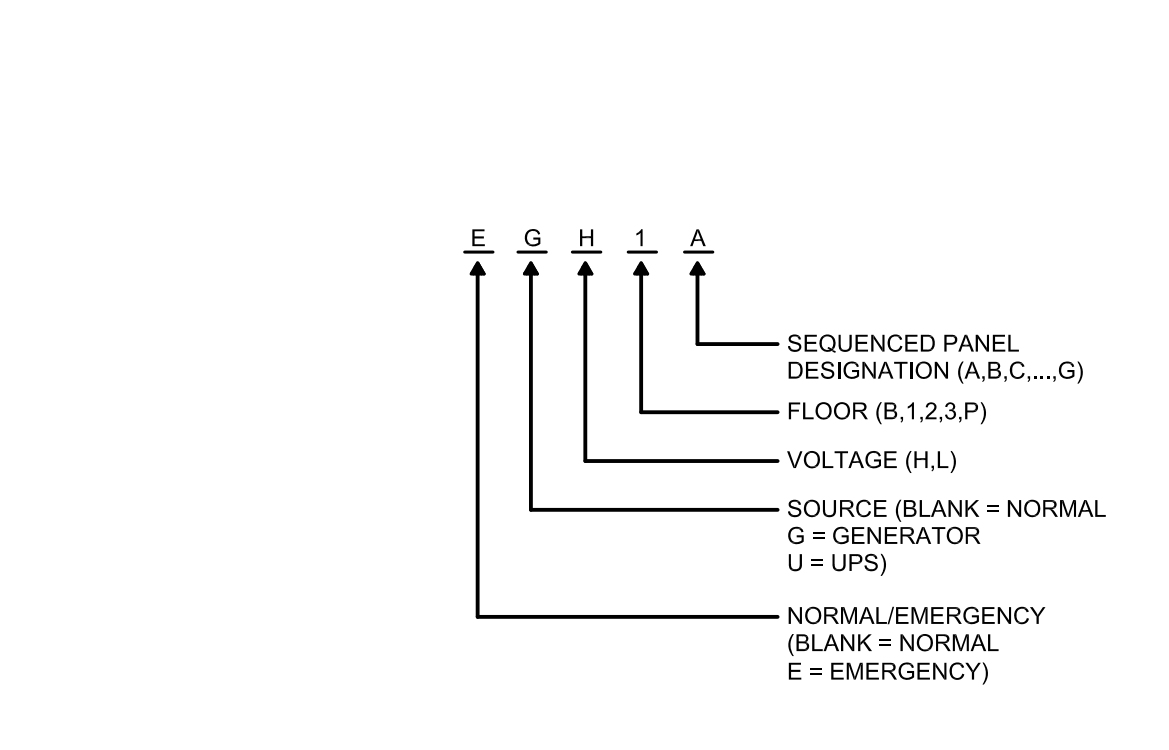 E G H 1 A
SEQUENCED PANEL
DESIGNATION (A,B,C,...,G)
FLOOR (B,1,2,3,P)
VOLTAGE (H,L)
SOURCE (BLANK = NORMAL
G = GENERATOR
U = UPS)
NORMAL/EMERGENCY
(BLANK = NORMAL
E = EMERGENCY)